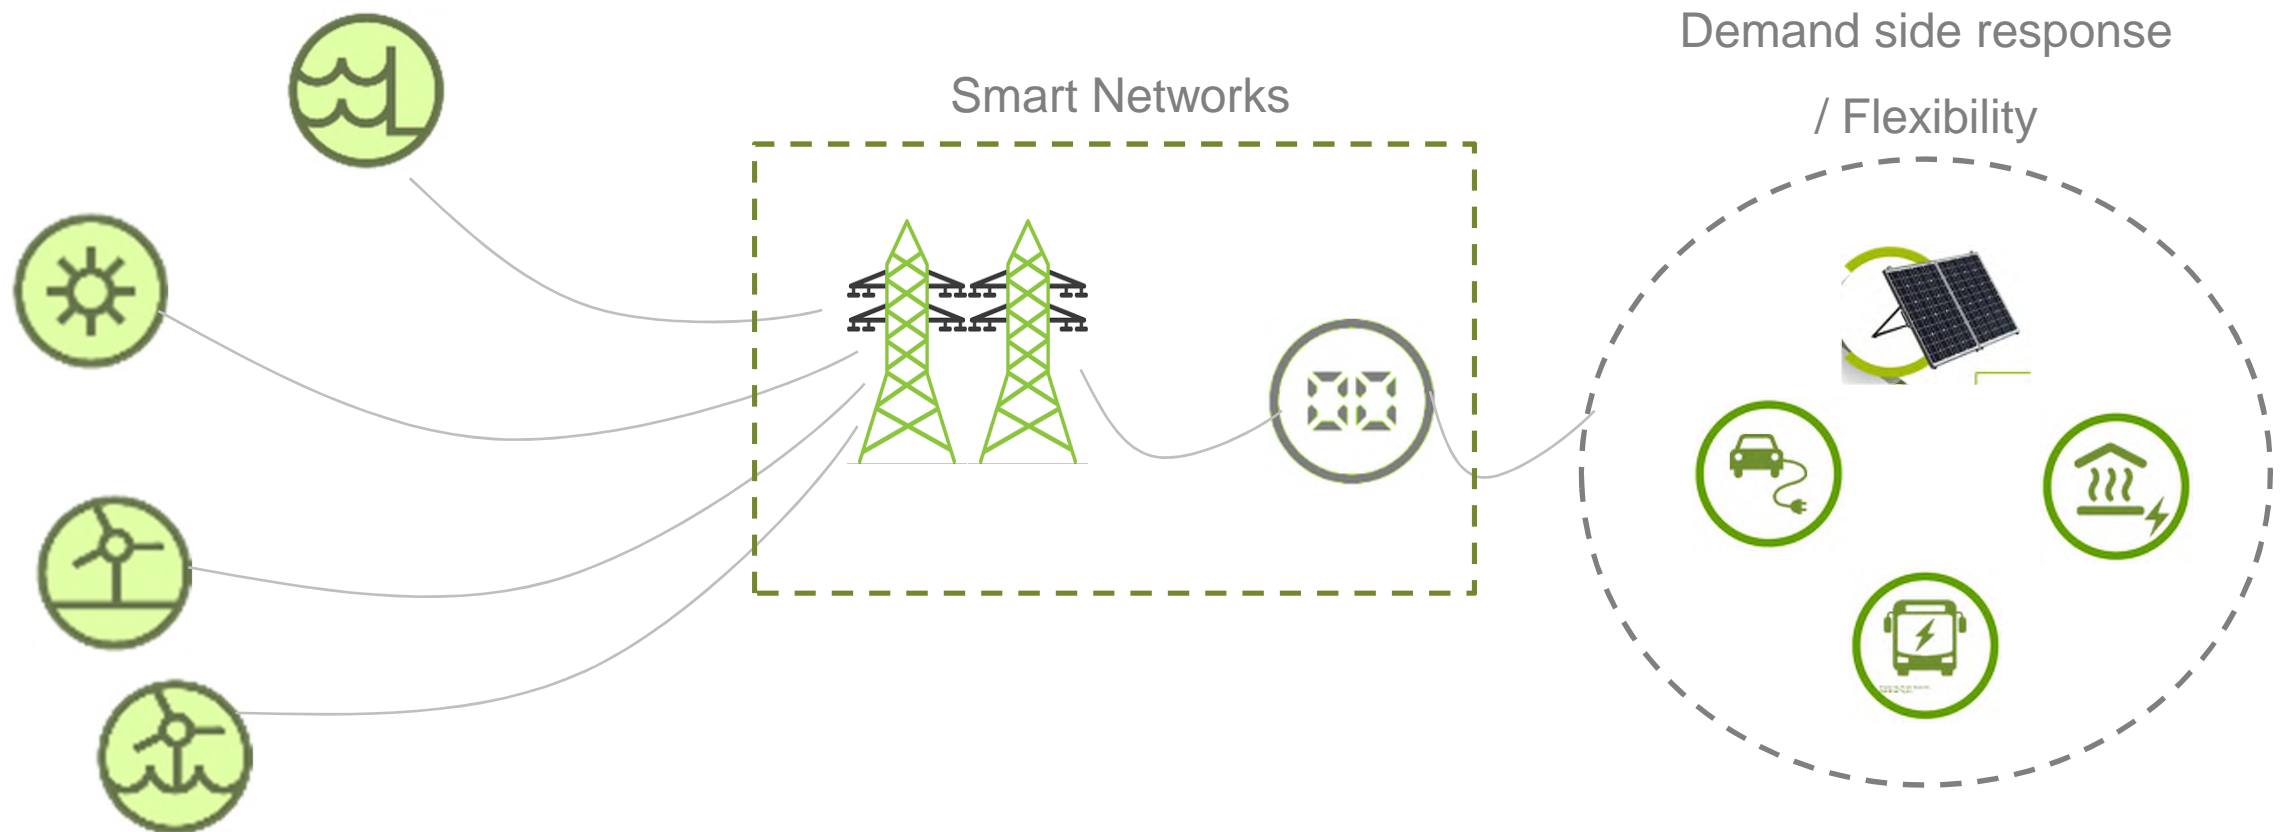 Demand side response
Smart Networks
/ Flexibility